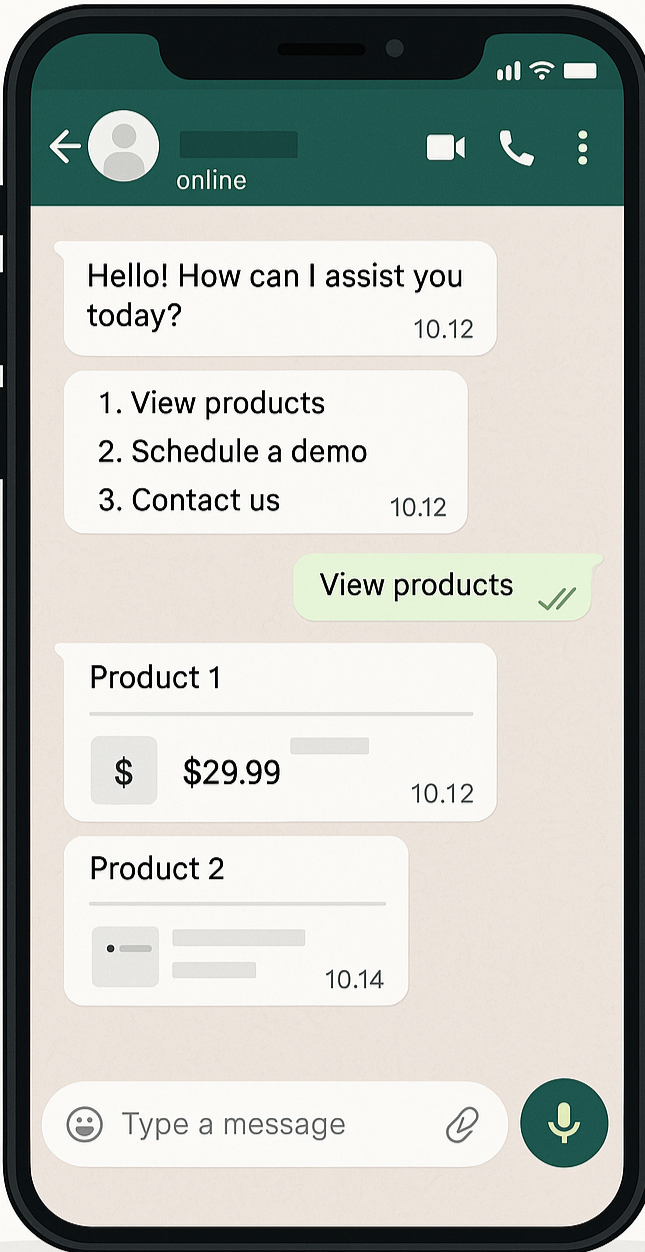 online
Hello! How can I assist you
today?
10.12
1. View products
2. Schedule a demo
3. Contact us
10.12
View products
Product 1
$
$29.99
10.12
Product 2
10.14
Type a message